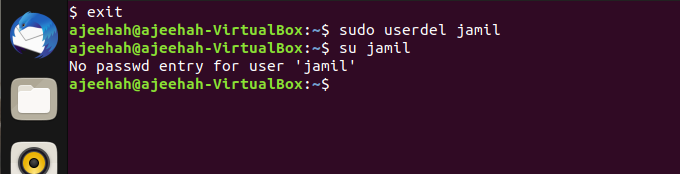 $ exit
ajeehah@ajeehah-VirtualBox:~$ sudo userdel jamil
ajeehah@ajeehah-VirtualBox:~$ su jamil
No passwd entry for user 'jamil'
ajeehah@ajeehah-VirtualBox:~$